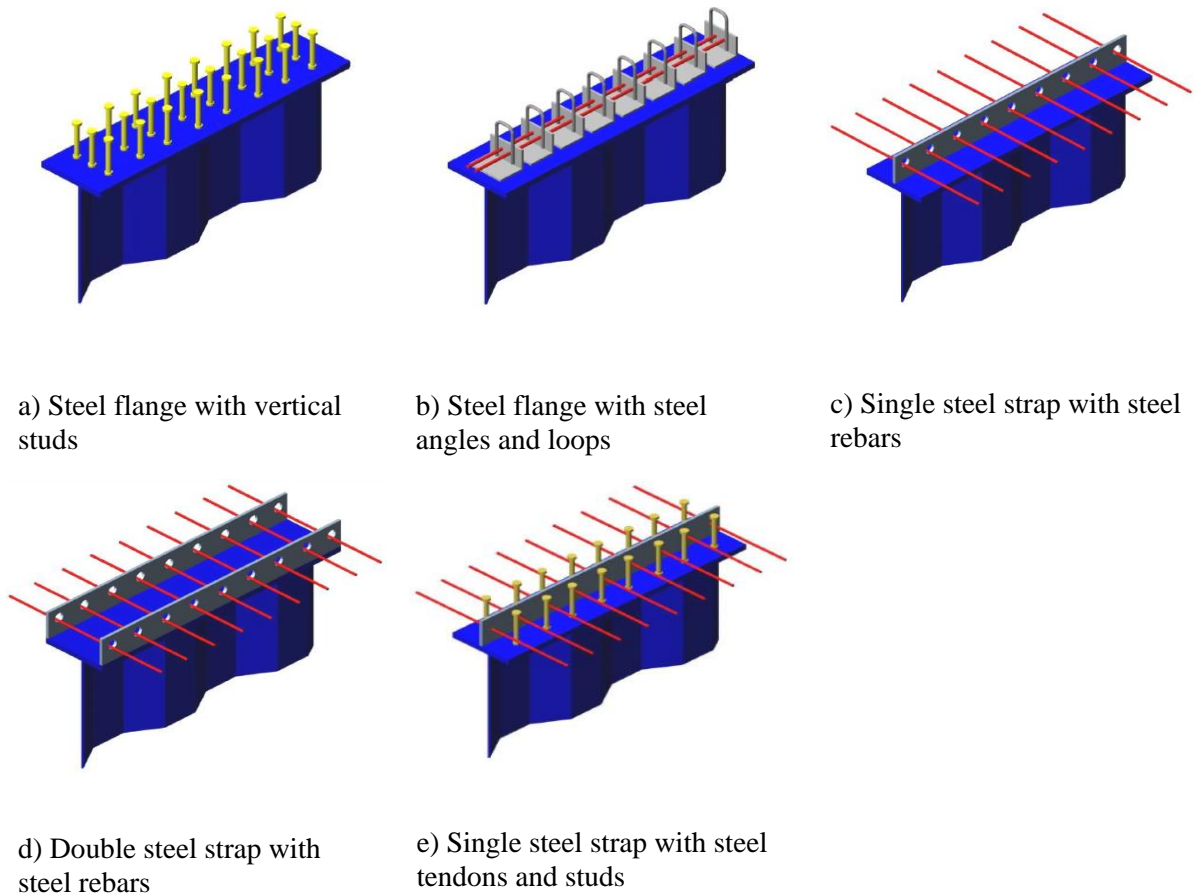 a) Steel flange with vertical
studs
b) Steel flange with steel
angles and loops
c) Single steel strap with steel
rebars
d) Double steel strap with
steel rebars
e) Single steel strap with steel
tendons and studs